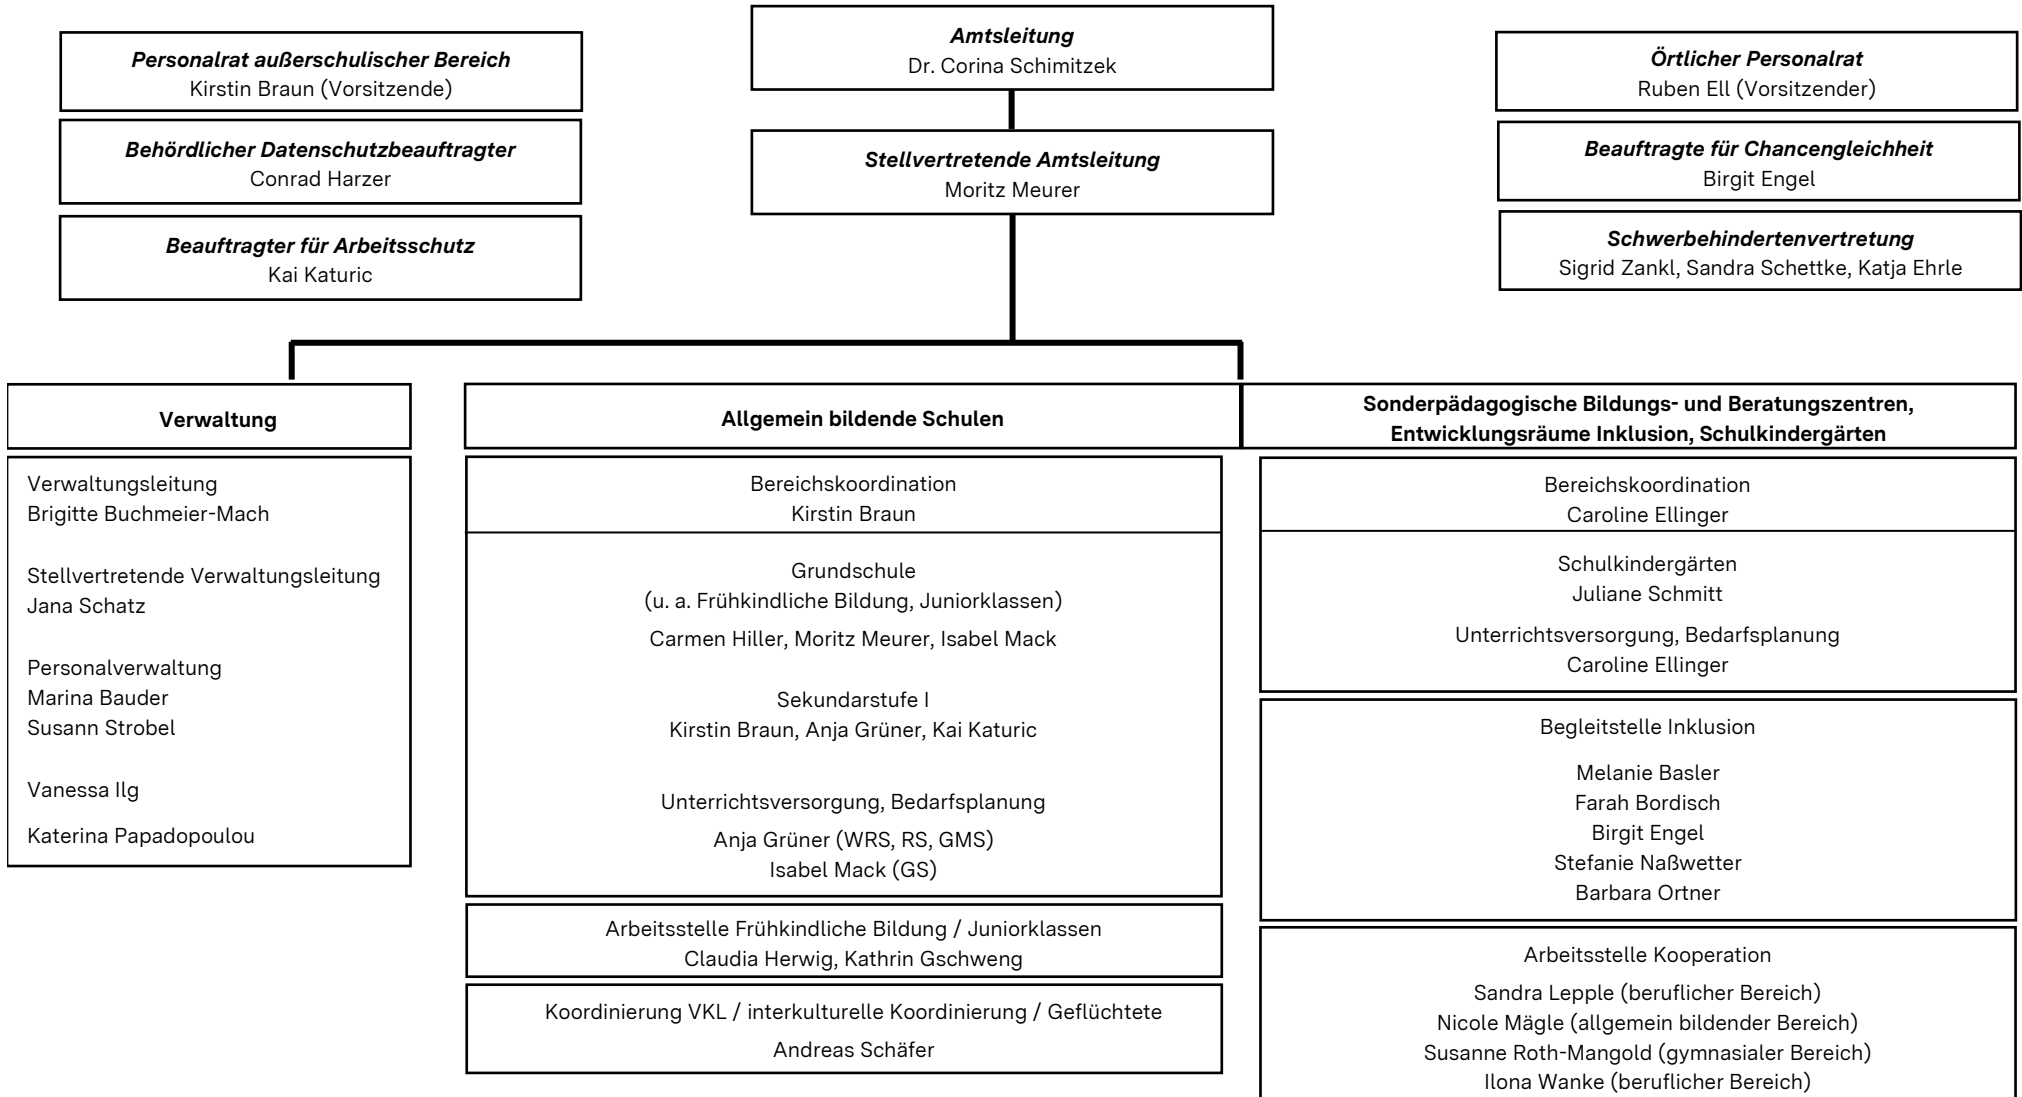 Personalrat außerschulischer Bereich
Kirstin Braun (Vorsitzende)
Behördlicher Datenschutzbeauftragter
Conrad Harzer
Beauftragter für Arbeitsschutz
Kai Katuric
Amtsleitung
Dr. Corina Schimitzek
Stellvertretende Amtsleitung
Moritz Meurer
Örtlicher Personalrat
Ruben Ell (Vorsitzender)
Beauftragte für Chancengleichheit
Birgit Engel
Schwerbehindertenvertretung
Sigrid Zankl, Sandra Schettke, Katja Ehrle
Verwaltung
Verwaltungsleitung
Brigitte Buchmeier-Mach
Stellvertretende Verwaltungsleitung
Jana Schatz
Personalverwaltung
Marina Bauder
Susann Strobel
Vanessa Ilg
Katerina Papadopoulou
Allgemein bildende Schulen
Bereichskoordination
Kirstin Braun
Grundschule
(u. a. Frühkindliche Bildung, Juniorklassen)
Carmen Hiller, Moritz Meurer, Isabel Mack
Sekundarstufe I
Kirstin Braun, Anja Grüner, Kai Katuric
Unterrichtsversorgung, Bedarfsplanung
Anja Grüner (WRS, RS, GMS)
Isabel Mack (GS)
Arbeitsstelle Frühkindliche Bildung / Juniorklassen
Claudia Herwig, Kathrin Gschweng
Koordinierung VKL / interkulturelle Koordinierung / Geflüchtete
Andreas Schäfer
Sonderpädagogische Bildungs- und Beratungszentren,
Entwicklungsräume Inklusion, Schulkindergärten
Bereichskoordination
Caroline Ellinger
Schulkindergärten
Juliane Schmitt
Unterrichtsversorgung, Bedarfsplanung
Caroline Ellinger
Begleitstelle Inklusion
Melanie Basler
Farah Bordisch
Birgit Engel
Stefanie Naßwetter
Barbara Ortner
Arbeitsstelle Kooperation
Sandra Lepple (beruflicher Bereich)
Nicole Mägle (allgemein bildender Bereich)
Susanne Roth-Mangold (gymnasialer Bereich)
Ilona Wanke (beruflicher Bereich)